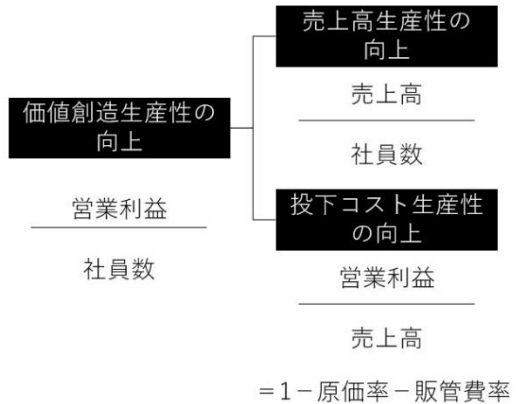 価値創造生産性の
向上
営業利益
社員数
売上高生産性の
向上
売上高
社員数
投下コスト生産性
の向上
営業利益
売上高
=1-原価率-販管費率